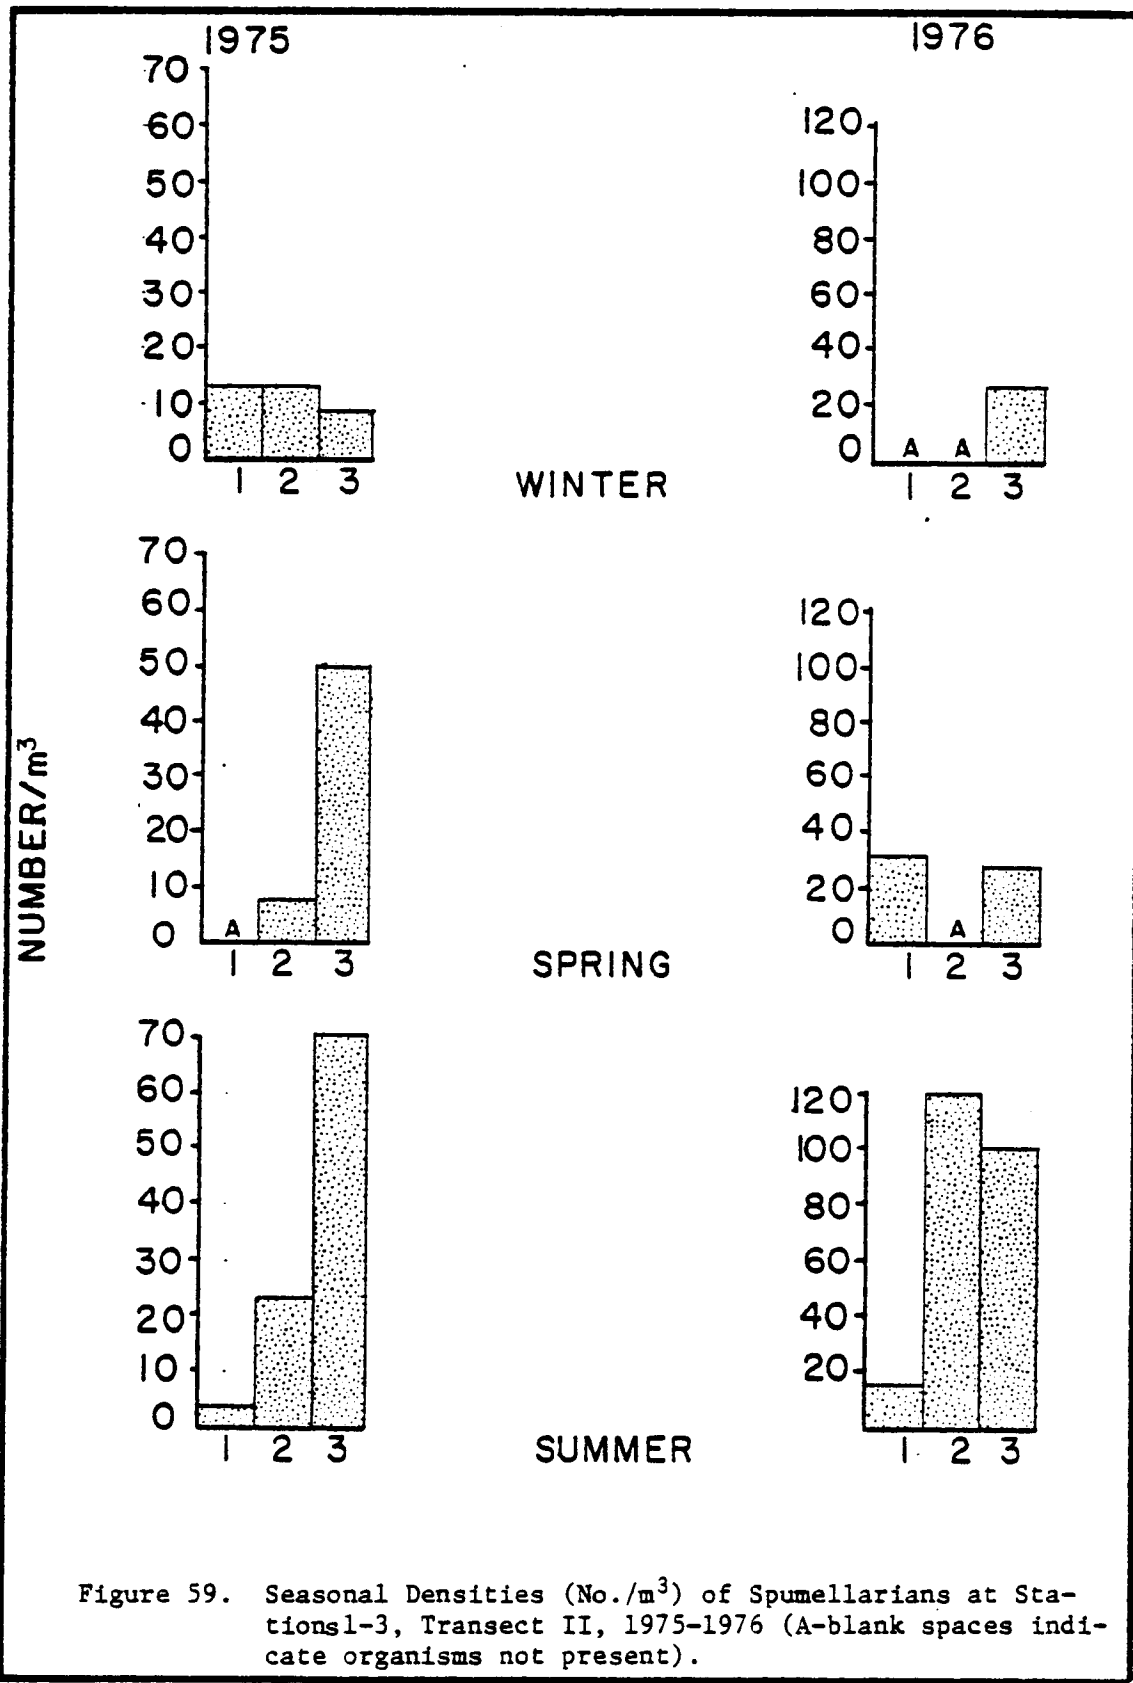 1975 1976
70
60
50
40
30
20
10
0
1 2 3
120
100
80
60
40
20
0
A A
1 2 3
WINTER
NUMBER/m³
70
60
50
40
30
20
10
0
A
1 2 3
120
100
80
60
40
20
0
A
1 2 3
SPRING
70
60
50
40
30
20
10
0
1 2 3
120
100
80
60
40
20
1 2 3
SUMMER
Figure 59. Seasonal Densities (No./m³) of Spumellarians at Sta-
tions1-3, Transect II, 1975-1976 (A-blank spaces indi-
cate organisms not present).